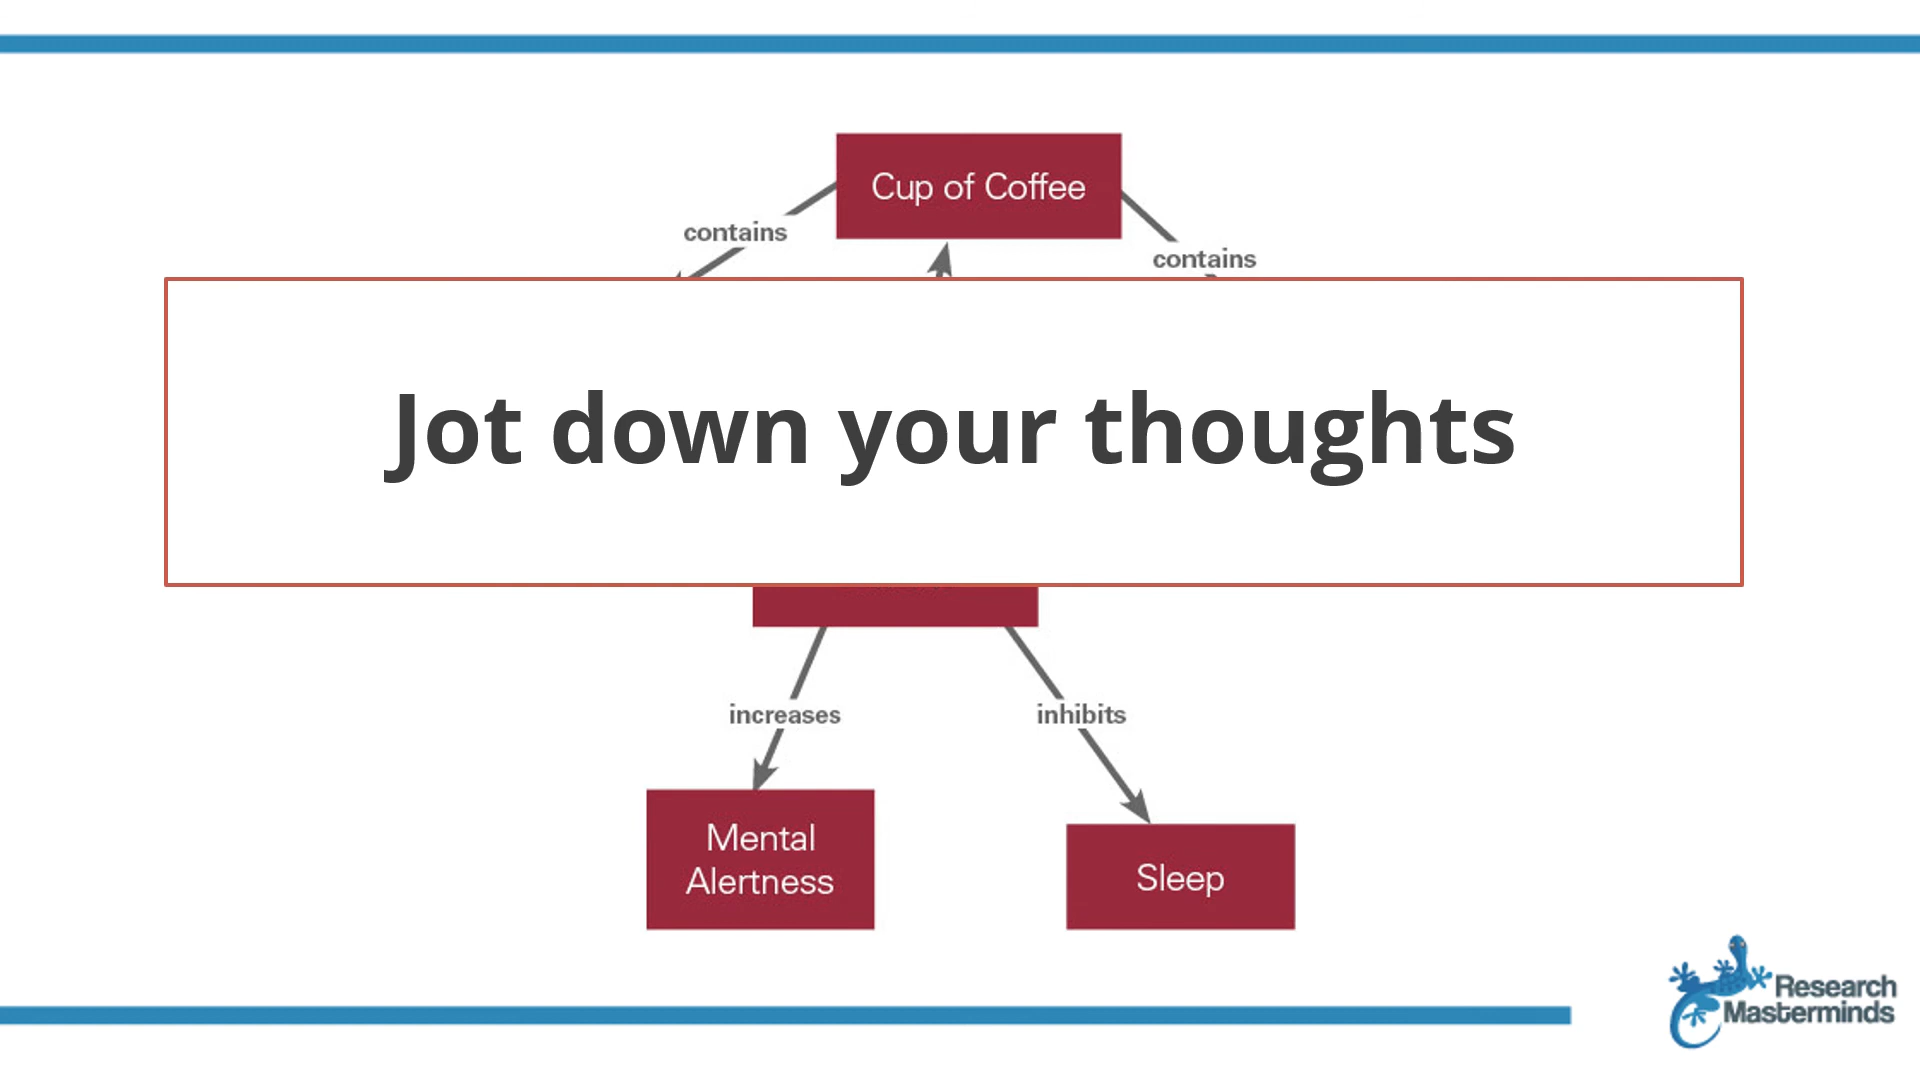 Cup of Coffee
contains
contains
Jot down your thoughts
increases
inhibits
Mental
Alertness
Sleep
Research
Masterminds